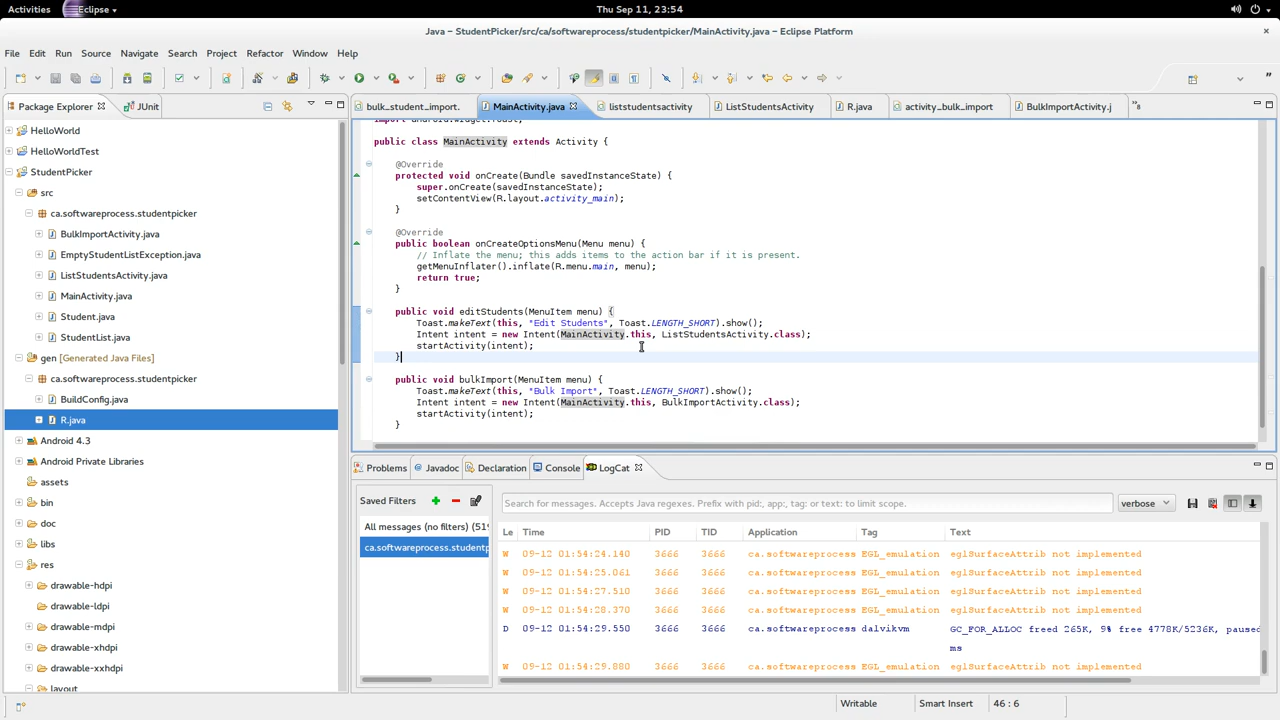 Activities Eclipse Thu Sep 11, 23:54
Java – StudentPicker/src/ca/softwareprocess/studentpicker/MainActivity.java – Eclipse Platform
File Edit Run Source Navigate Search Project Refactor Window Help
Package Explorer JUnit
bulk_student_import. MainActivity.java liststudentsactivity ListStudentsActivity R.java activity_bulk_import BulkImportActivity.j »8
HelloWorld
HelloWorldTest
StudentPicker
src
ca.softwareprocess.studentpicker
BulkImportActivity.java
EmptyStudentListException.java
ListStudentsActivity.java
MainActivity.java
Student.java
StudentList.java
gen [Generated Java Files]
ca.softwareprocess.studentpicker
BuildConfig.java
R.java
Android 4.3
Android Private Libraries
assets
bin
doc
libs
res
drawable-hdpi
drawable-ldpi
drawable-mdpi
drawable-xhdpi
drawable-xxhdpi
layout
import android.widget.Toast;
public class MainActivity extends Activity {
@Override
protected void onCreate(Bundle savedInstanceState) {
super.onCreate(savedInstanceState);
setContentView(R.layout.activity_main);
}
@Override
public boolean onCreateOptionsMenu(Menu menu) {
// Inflate the menu; this adds items to the action bar if it is present.
getMenuInflater().inflate(R.menu.main, menu);
return true;
}
public void editStudents(MenuItem menu) {
Toast.makeText(this, "Edit Students", Toast.LENGTH_SHORT).show();
Intent intent = new Intent(MainActivity.this, ListStudentsActivity.class);
startActivity(intent);
}
public void bulkImport(MenuItem menu) {
Toast.makeText(this, "Bulk Import", Toast.LENGTH_SHORT).show();
Intent intent = new Intent(MainActivity.this, BulkImportActivity.class);
startActivity(intent);
}
Problems Javadoc Declaration Console LogCat
Saved Filters
All messages (no filters) (519
ca.softwareprocess.studentp
Search for messages. Accepts Java regexes. Prefix with pid:, app:, tag: or text: to limit scope.
verbose
Le Time PID TID Application Tag Text
W 09-12 01:54:24.140 3666 3666 ca.softwareprocess EGL_emulation eglSurfaceAttrib not implemented
W 09-12 01:54:25.061 3666 3666 ca.softwareprocess EGL_emulation eglSurfaceAttrib not implemented
W 09-12 01:54:27.510 3666 3666 ca.softwareprocess EGL_emulation eglSurfaceAttrib not implemented
W 09-12 01:54:28.370 3666 3666 ca.softwareprocess EGL_emulation eglSurfaceAttrib not implemented
D 09-12 01:54:29.550 3666 3666 ca.softwareprocess dalvikvm GC_FOR_ALLOC freed 265K, 9% free 4778K/5236K, paused
ms
W 09-12 01:54:29.880 3666 3666 ca.softwareprocess EGL_emulation eglSurfaceAttrib not implemented
Writable Smart Insert 46 : 6